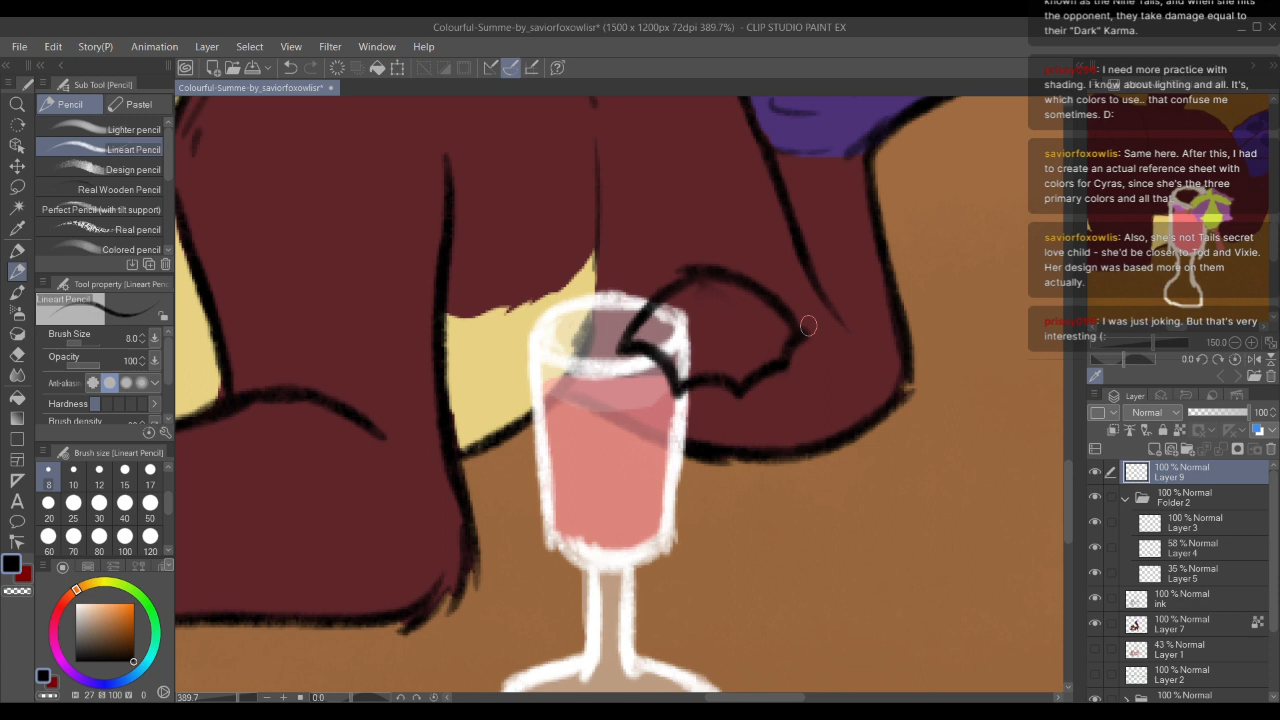 known as the Nine Tails, and when she hits
the opponent, they take damage equal to
their "Dark" Karma.
Colourful-Summe-by_saviorfoxowlisr* (1500 x 1200px 72dpi 389.7%) - CLIP STUDIO PAINT EX
File Edit Story(P) Animation Layer Select View Filter Window Help
Sub Tool [Pencil]
Colourful-Summe-by_saviorfoxowlisr*
Pencil Pastel
Lighter pencil
Lineart Pencil
Design pencil
Real Wooden Pencil
Perfect Pencil (with tilt support)
Real pencil
Colored pencil
Tool property [Lineart Pencil]
Lineart Pencil
Brush Size 8.0
Opacity 100
Anti-aliasing
Hardness
Brush density
Brush size [Lineart Pencil]
8 10 12 15 17
20 25 30 40 50
60 70 80 100 120
H 27 S 100 V 0
389.7 0.0
: I need more practice with
shading. I know about lighting and all. It's,
which colors to use.. that confuse me
sometimes. D:
saviorfoxowlis: Same here. After this, I had
to create an actual reference sheet with
colors for Cyras, since she's the three
primary colors and all that.
saviorfoxowlis: Also, she's not Tails secret
love child - she'd be closer to Tod and Vixie.
Her design was based more on them
actually.
: I was just joking. But that's very
interesting (:
150.0
0.0
Layer
Normal 100
100 % Normal
Layer 9
100 % Normal
Folder 2
100 % Normal
Layer 3
58 % Normal
Layer 4
35 % Normal
Layer 5
100 % Normal
ink
100 % Normal
Layer 7
43 % Normal
Layer 1
100 % Normal
Layer 2
100 % Normal